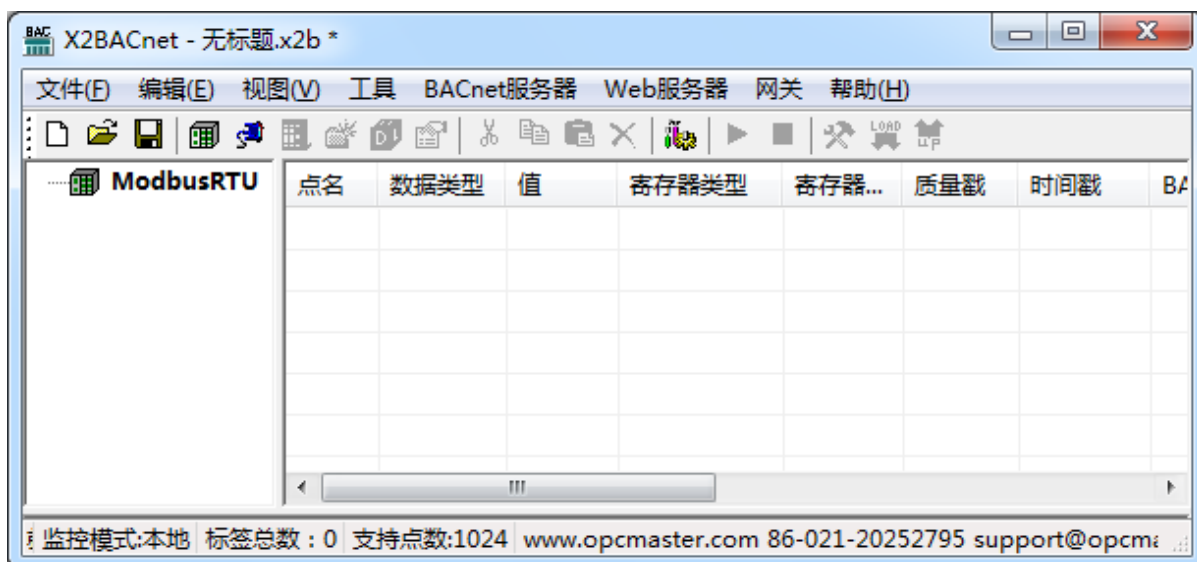 X2BACnet - 无标题.x2b *
文件(F) 编辑(E) 视图(V) 工具 BACnet服务器 Web服务器 网关 帮助(H)
ModbusRTU 点名 数据类型 值 寄存器类型 寄存器... 质量戳 时间戳
监控模式:本地 标签总数：0 支持点数:1024 www.opcmaster.com 86-021-20252795